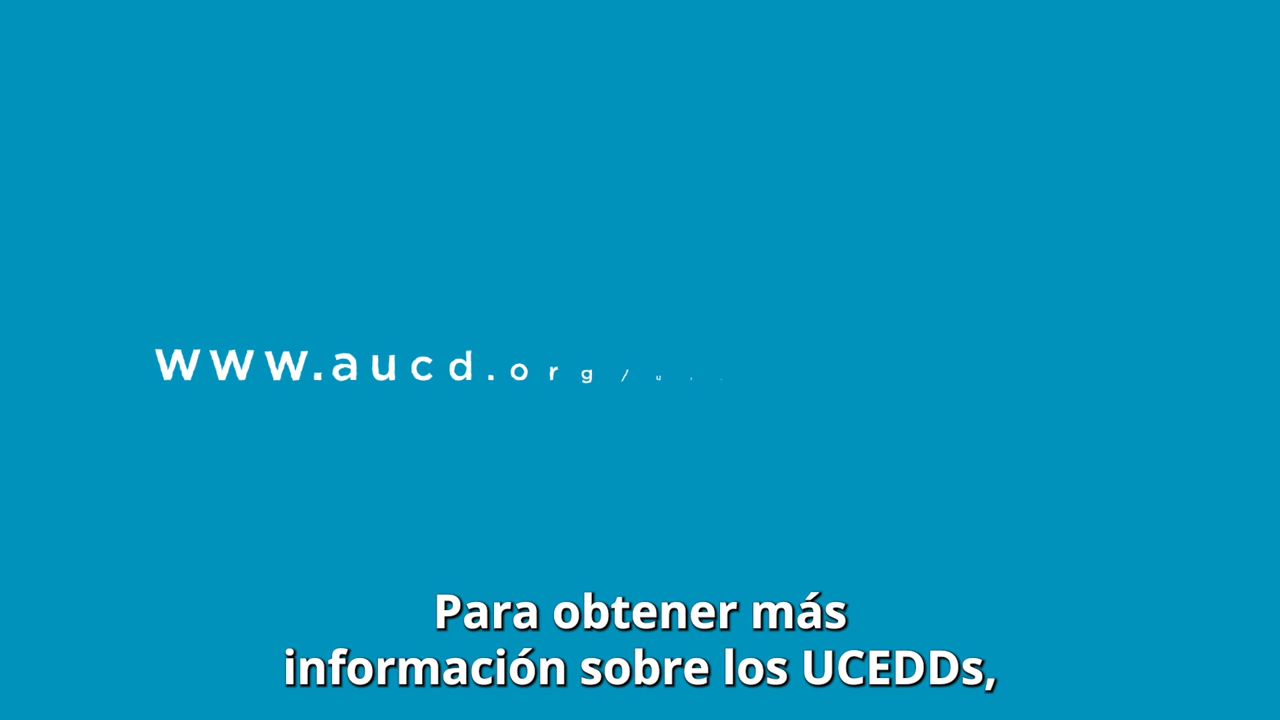 www.aucd.org/u
Para obtener más
información sobre los UCEDDs,